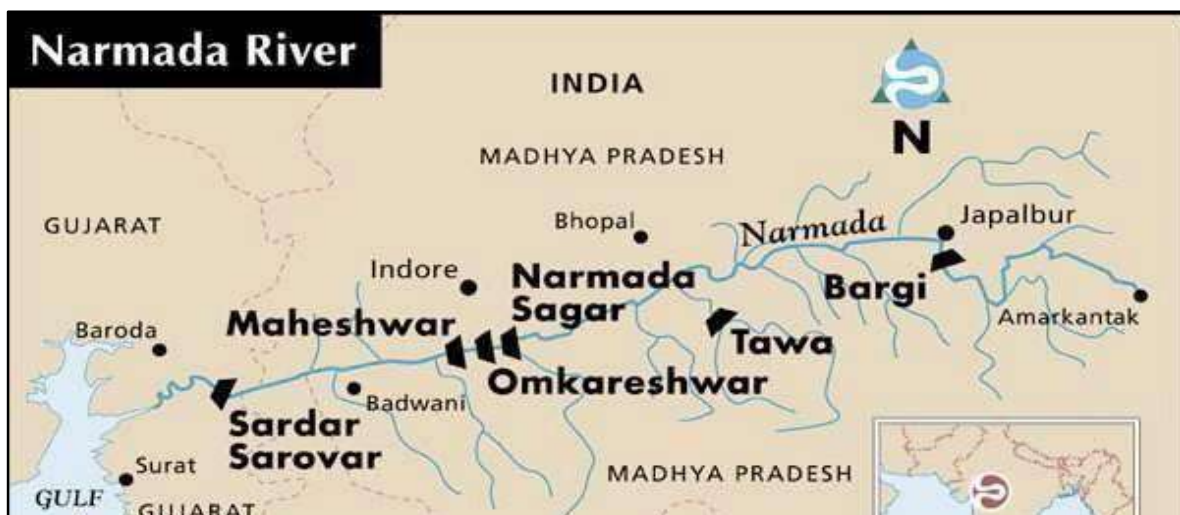 Narmada River
INDIA
N
MADHYA PRADESH
GUJARAT
Bhopal
Narmada
Japalbur
Indore
Narmada
Sagar
Bargi
Maheshwar
Amarkantak
Baroda
Tawa
Omkareshwar
Badwani
Sardar
Sarovar
Surat
MADHYA PRADESH
GULF
GUJARAT